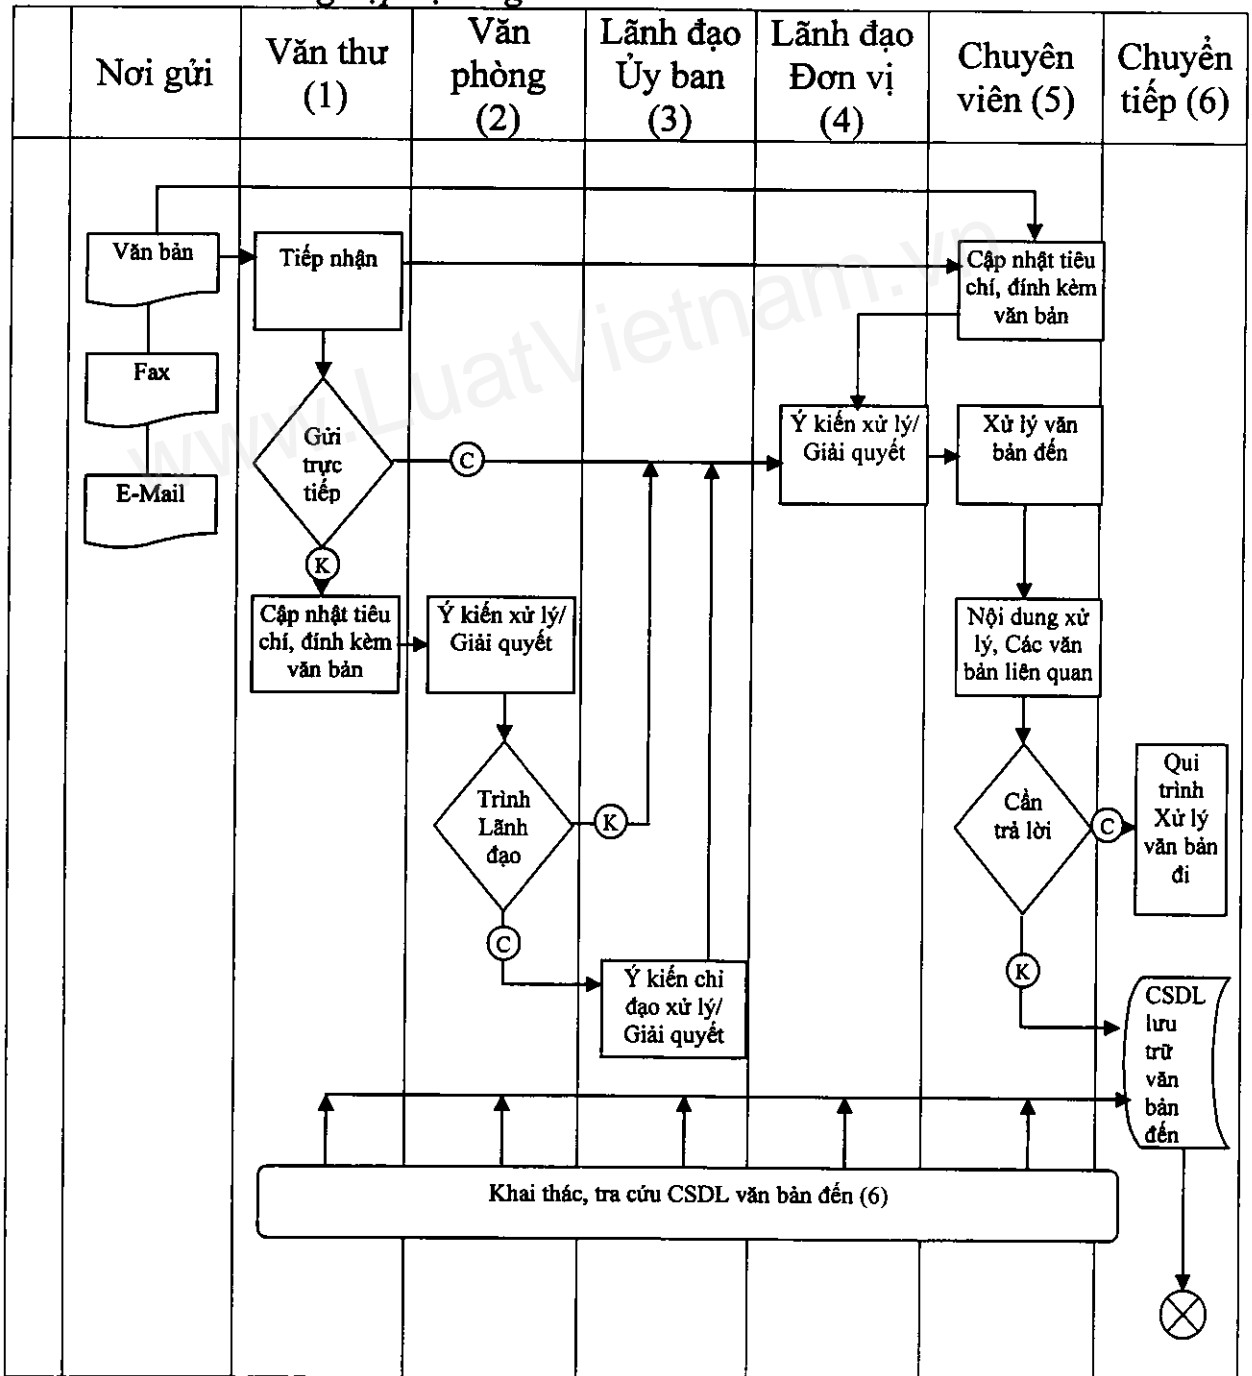 Nơi gửi
Văn thư
(1)
Văn
phòng
(2)
Lãnh đạo
Ủy ban
(3)
Lãnh đạo
Đơn vị
(4)
Chuyên
viên (5)
Chuyển
tiếp (6)
Văn bản
Fax
E-Mail
Tiếp nhận
Gửi
trực
tiếp
C
K
Cập nhật tiêu
chí, đính kèm
văn bản
Ý kiến xử lý/
Giải quyết
Trình
Lãnh
đạo
K
C
Ý kiến chỉ
đạo xử lý/
Giải quyết
Ý kiến xử lý/
Giải quyết
Cập nhật tiêu
chí, đính kèm
văn bản
Xử lý văn
bản đến
Nội dung xử
lý, Các văn
bản liên quan
Cần
trả lời
C
K
Qui
trình
Xử lý
văn bản
đi
CSDL
lưu
trữ
văn
bản
đến
Khai thác, tra cứu CSDL văn bản đến (6)
www.LuatVietnam.vn